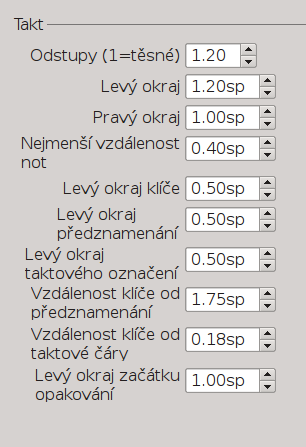 Takt
Odstupy (1=těsné) 1.20
Levý okraj 1.20sp
Pravý okraj 1.00sp
Nejmenší vzdálenost
not 0.40sp
Levý okraj klíče 0.50sp
Levý okraj
předznamenání 0.50sp
Levý okraj
taktového označení 0.50sp
Vzdálenost klíče od
předznamenání 1.75sp
Vzdálenost klíče od
taktové čáry 0.18sp
Levý okraj začátku
opakování 1.00sp